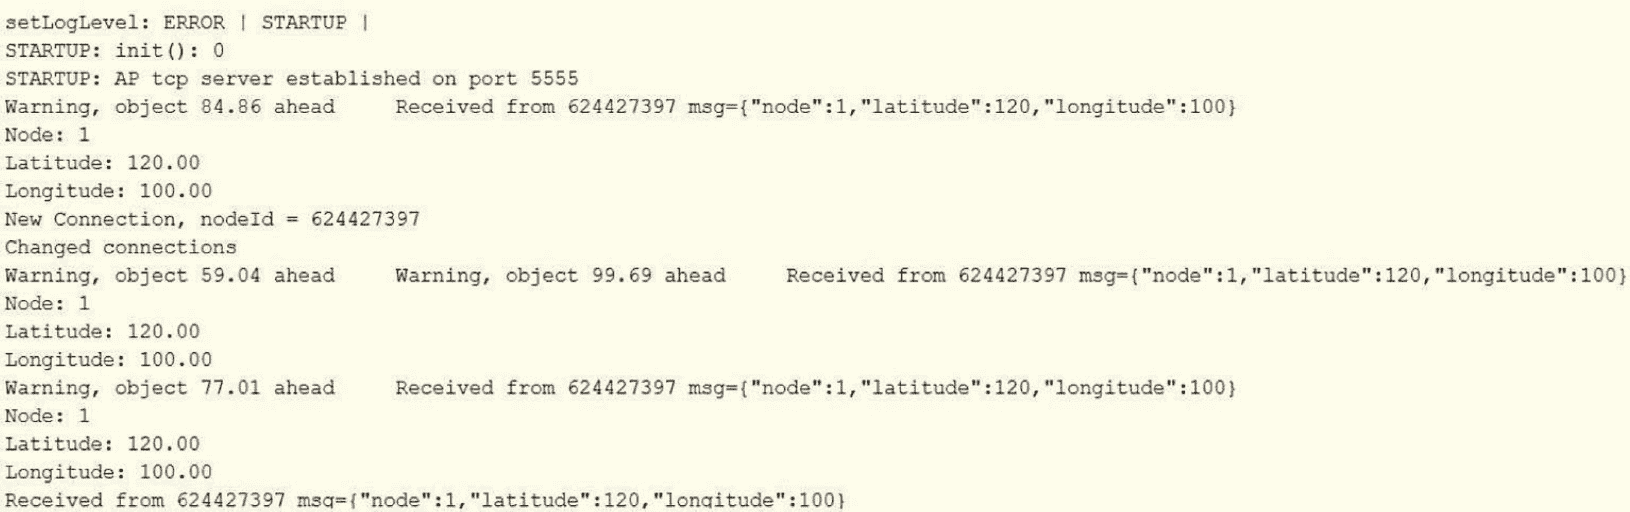 setLogLevel: ERROR | STARTUP |
STARTUP: init(): 0
STARTUP: AP tcp server established on port 5555
Warning, object 84.86 ahead     Received from 624427397 msg={"node":1,"latitude":120,"longitude":100}
Node: 1
Latitude: 120.00
Longitude: 100.00
New Connection, nodeId = 624427397
Changed connections
Warning, object 59.04 ahead     Warning, object 99.69 ahead     Received from 624427397 msg={"node":1,"latitude":120,"longitude":100}
Node: 1
Latitude: 120.00
Longitude: 100.00
Warning, object 77.01 ahead     Received from 624427397 msg={"node":1,"latitude":120,"longitude":100}
Node: 1
Latitude: 120.00
Longitude: 100.00
Received from 624427397 msg={"node":1,"latitude":120,"longitude":100}